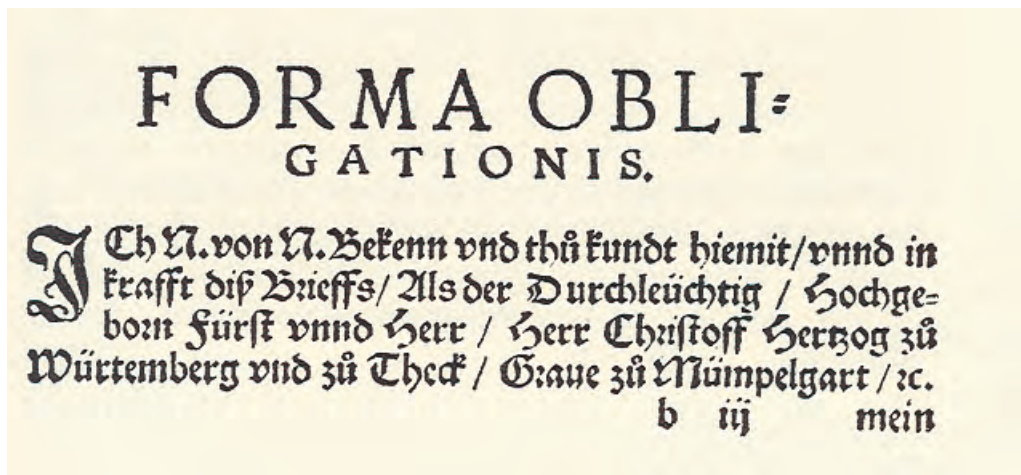 FORMA OBLI⸗
GATIONIS.
ICh N. von N. Bekenn vnd thů kundt hiemit/ vnnd in
krafft diß Brieffs/ Als der Durchleüchtig / Hochge⸗
born Fürst vnnd Herr / Herr Christoff Hertzog zů
Würtemberg vnd zů Theck / Graue zů Mümpelgart / ꝛc.
b iij mein